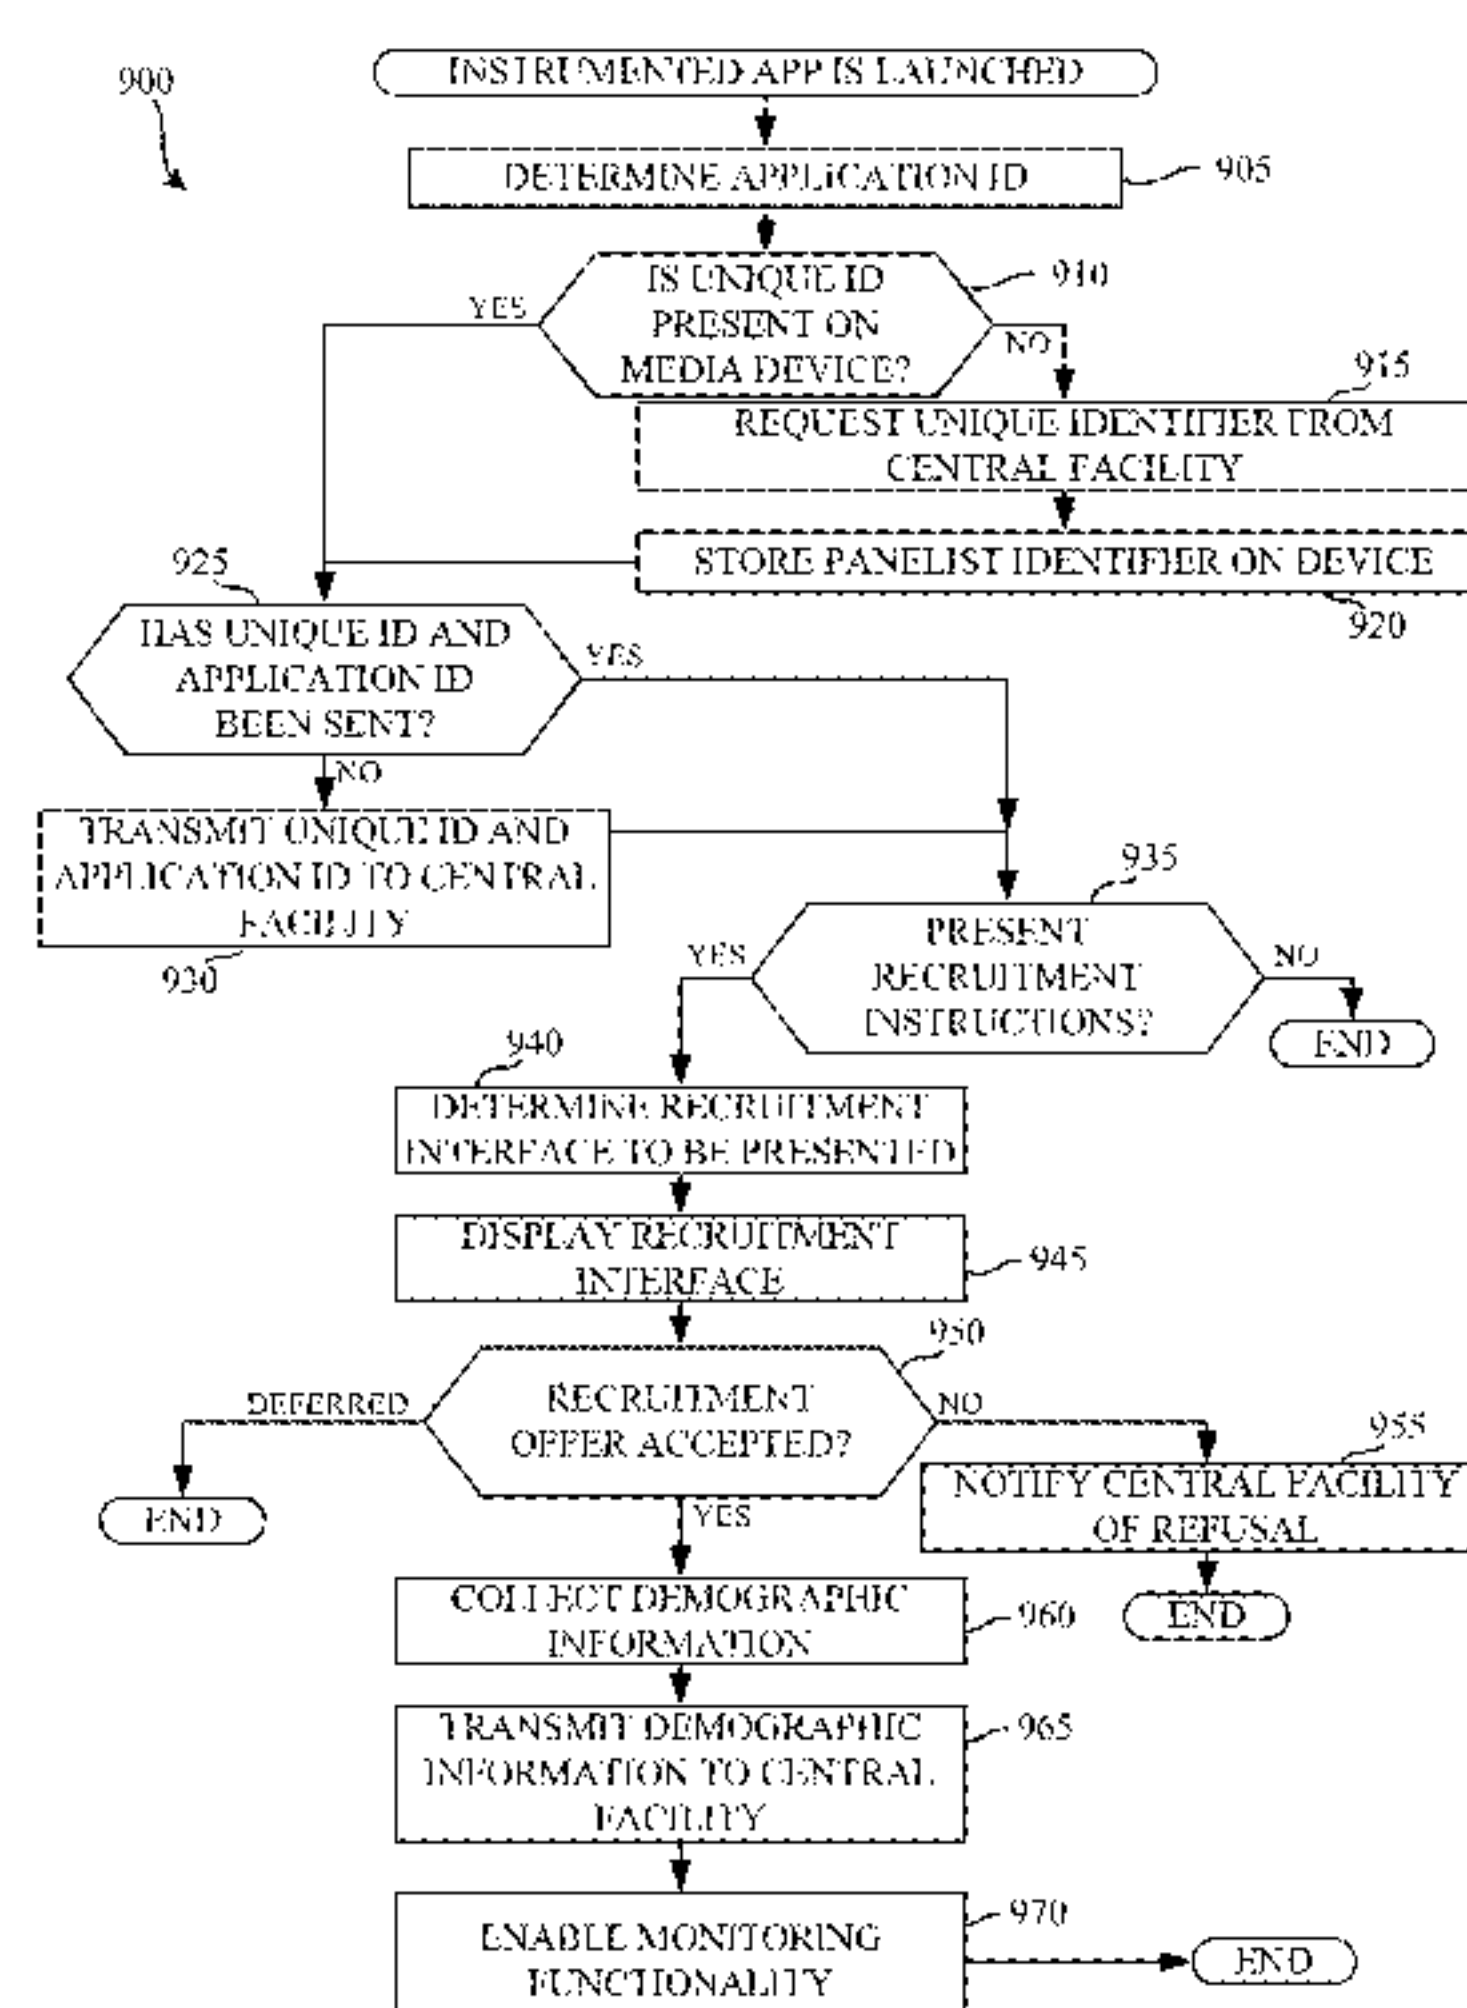 900
INSTRUMENTED APP IS LAUNCHED
DETERMINE APPLICATION ID
905
IS UNIQUE ID
PRESENT ON
MEDIA DEVICE?
910
YES
NO
915
REQUEST UNIQUE IDENTIFIER FROM
CENTRAL FACILITY
STORE PANELIST IDENTIFIER ON DEVICE
920
925
HAS UNIQUE ID AND
APPLICATION ID
BEEN SENT?
YES
NO
TRANSMIT UNIQUE ID AND
APPLICATION ID TO CENTRAL
FACILITY
930
935
PRESENT
RECRUITMENT
INSTRUCTIONS?
YES
NO
END
940
DETERMINE RECRUITMENT
INTERFACE TO BE PRESENTED
DISPLAY RECRUITMENT
INTERFACE
945
950
RECRUITMENT
OFFER ACCEPTED?
DEFERRED
NO
YES
END
955
NOTIFY CENTRAL FACILITY
OF REFUSAL
END
COLLECT DEMOGRAPHIC
INFORMATION
960
TRANSMIT DEMOGRAPHIC
INFORMATION TO CENTRAL
FACILITY
965
ENABLE MONITORING
FUNCTIONALITY
970
END